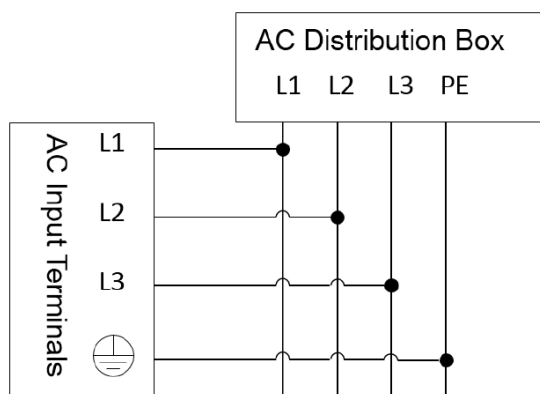 AC Distribution Box
L1 L2 L3 PE
AC Input Terminals
L1
L2
L3